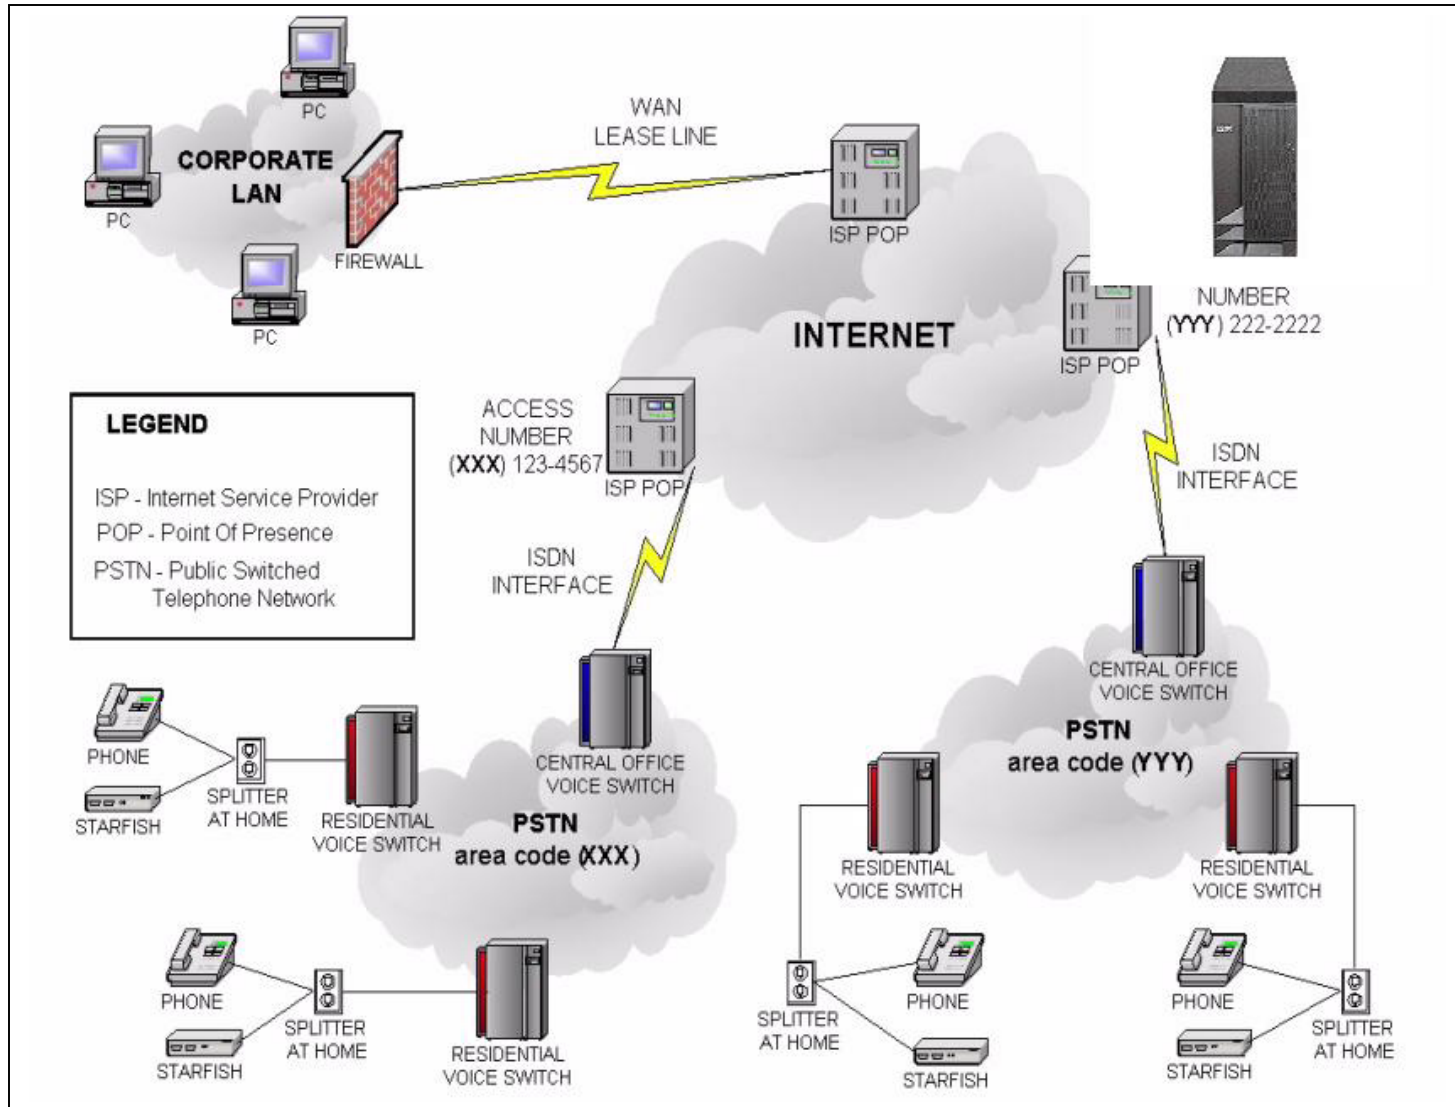 PC
PC
CORPORATE
LAN
PC
FIREWALL
WAN
LEASE LINE
ISP POP
INTERNET
NUMBER
(YYY) 222-2222
ISP POP
ACCESS
NUMBER
(XXX) 123-4567
ISP POP
ISDN
INTERFACE
ISDN
INTERFACE
LEGEND
ISP - Internet Service Provider
POP - Point Of Presence
PSTN - Public Switched
Telephone Network
PHONE
STARFISH
SPLITTER
AT HOME
RESIDENTIAL
VOICE SWITCH
CENTRAL OFFICE
VOICE SWITCH
PSTN
area code (XXX)
PHONE
STARFISH
SPLITTER
AT HOME
RESIDENTIAL
VOICE SWITCH
CENTRAL OFFICE
VOICE SWITCH
PSTN
area code (YYY)
RESIDENTIAL
VOICE SWITCH
RESIDENTIAL
VOICE SWITCH
SPLITTER
AT HOME
PHONE
STARFISH
PHONE
STARFISH
SPLITTER
AT HOME